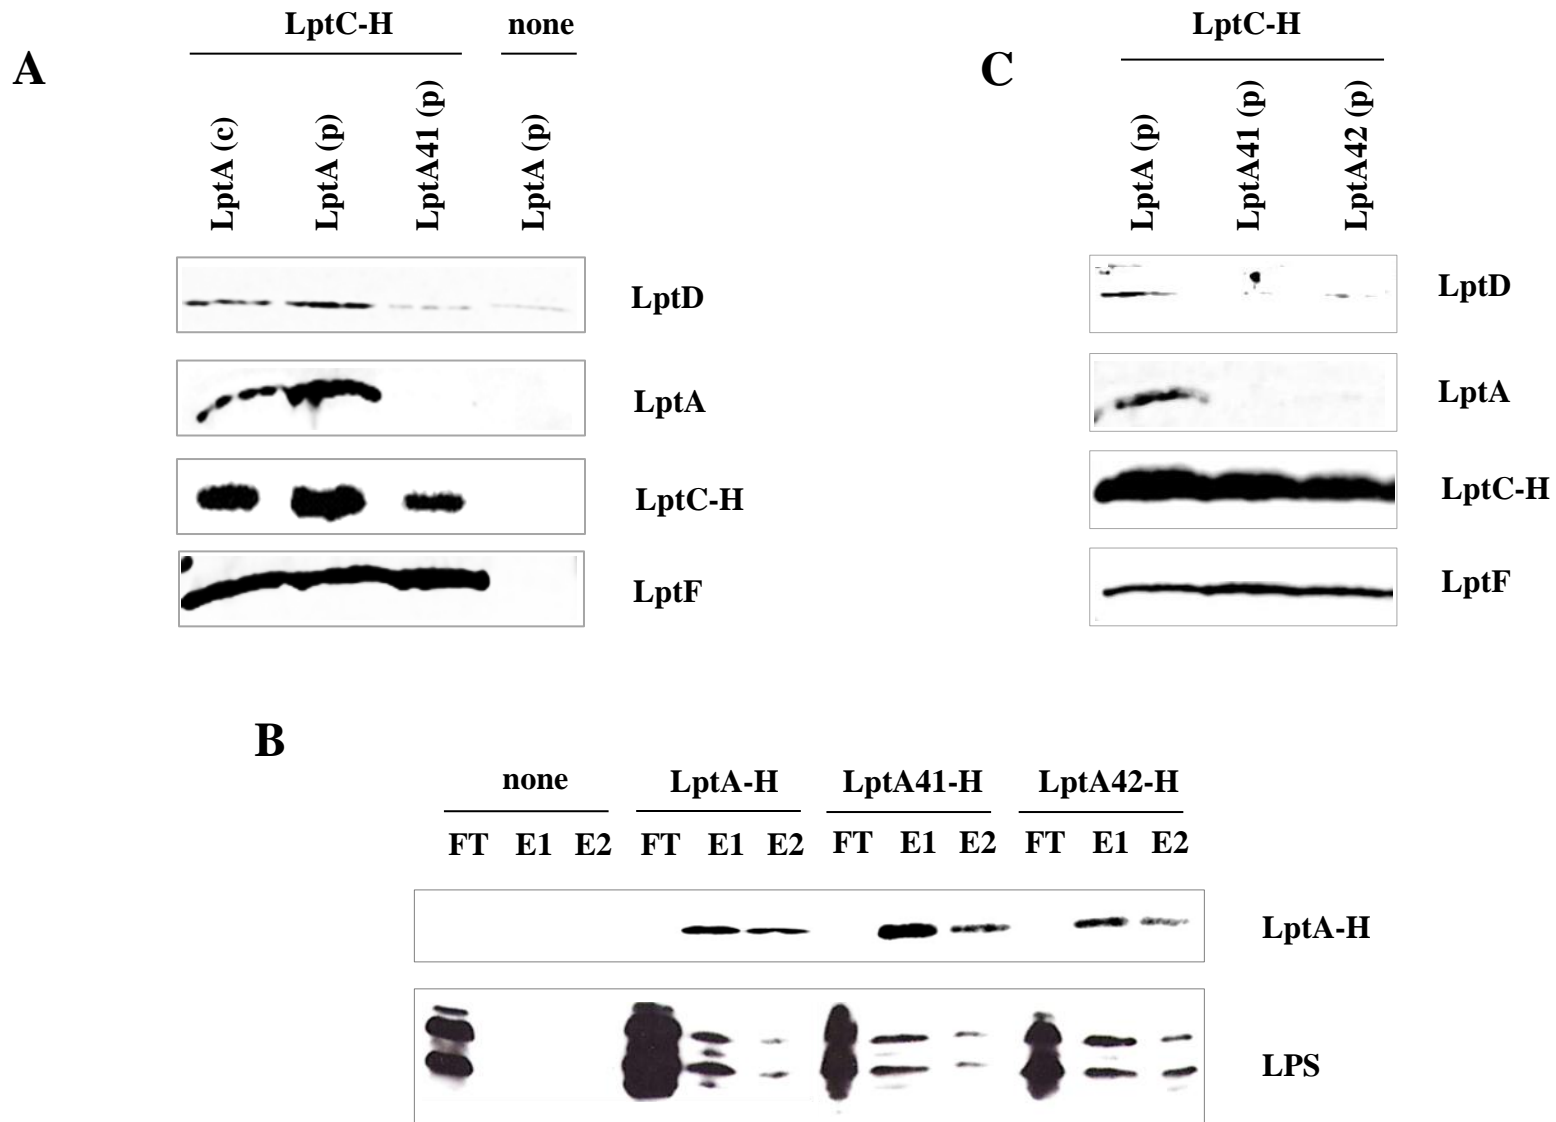 A
LptC-H
none
LptA (c)
LptA (p)
LptA41 (p)
LptA (p)
LptD
LptA
LptC-H
LptF
C
LptC-H
LptA (p)
LptA41 (p)
LptA42 (p)
LptD
LptA
LptC-H
LptF
B
none LptA-H LptA41-H LptA42-H
FT E1 E2 FT E1 E2 FT E1 E2 FT E1 E2
LptA-H
LPS